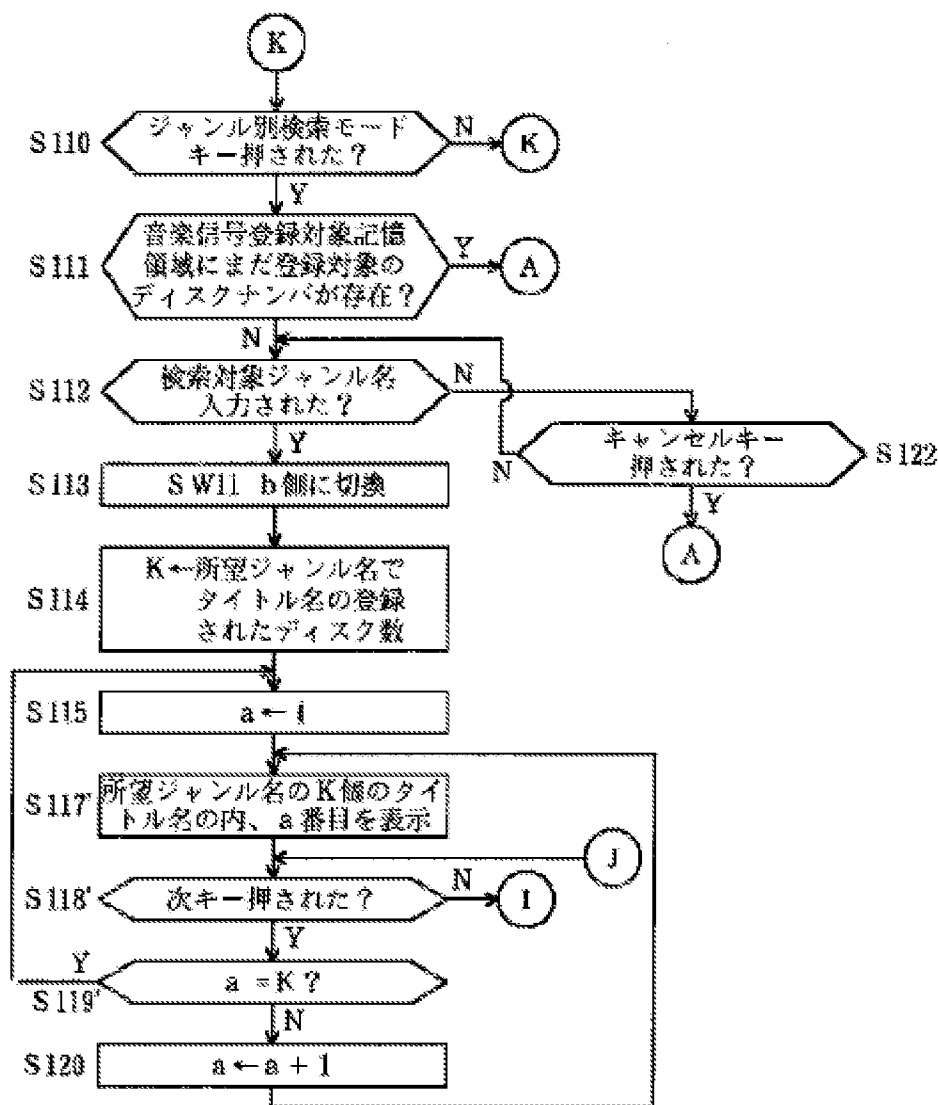 K
S110
ジャンル別検索モード
キー押された？
N
K
Y
S111
音楽信号登録対象記憶
領域にまだ登録対象の
ディスクナンバが存在？
Y
A
N
S112
検索対象ジャンル名
入力された？
N
キャンセルキー
押された？
S122
N
Y
A
Y
S113
SW11 b側に切換
S114
K←所望ジャンル名で
タイトル名の登録
されたディスク数
S115
a←1
S117'
所望ジャンル名のK個のタイ
トル名の内、a番目を表示
J
S118'
次キー押された？
N
I
Y
Y
S119'
a =K？
N
S120
a←a+1